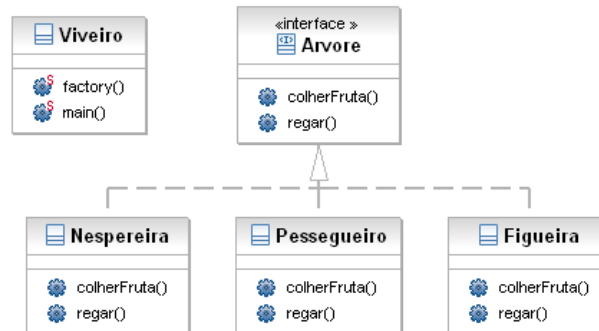 Viveiro
factory()
main()
«interface »
Arvore
colherFruta()
regar()
Nespereira
colherFruta()
regar()
Pessegueiro
colherFruta()
regar()
Figueira
colherFruta()
regar()